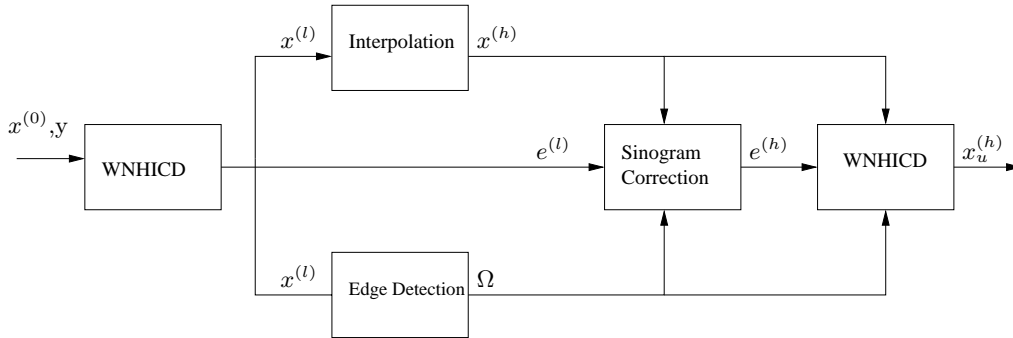 x^{(l)}
Interpolation
x^{(h)}
x^{(0)},y
WNHICD
e^{(l)}
Sinogram
Correction
e^{(h)}
WNHICD
x_u^{(h)}
x^{(l)}
Edge Detection
Ω